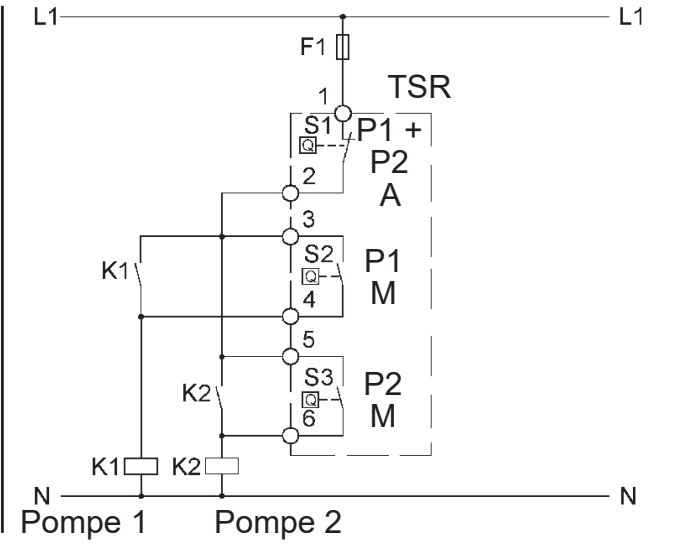 L1 L1
F1
1 TSR
S1 P1 +
Q P2
2 A
3
S2 P1
K1 Q M
4
5
S3 P2
K2 Q M
6
K1 K2
N N
Pompe 1 Pompe 2